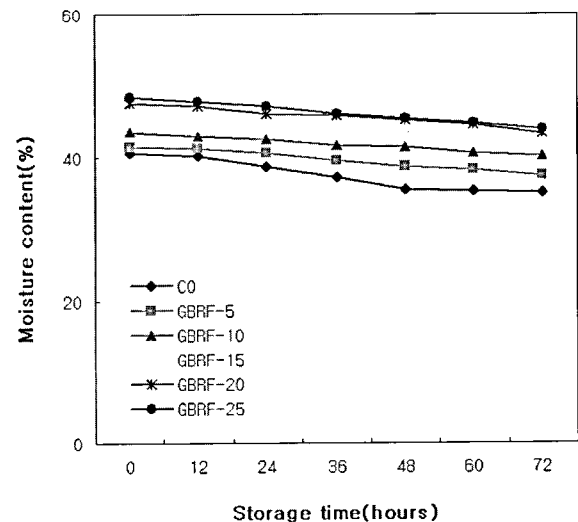 60
40
20
0
Moisture content(%)
CO
GBRF-5
GBRF-10
GBRF-15
GBRF-20
GBRF-25
0 12 24 36 48 60 72
Storage time(hours)